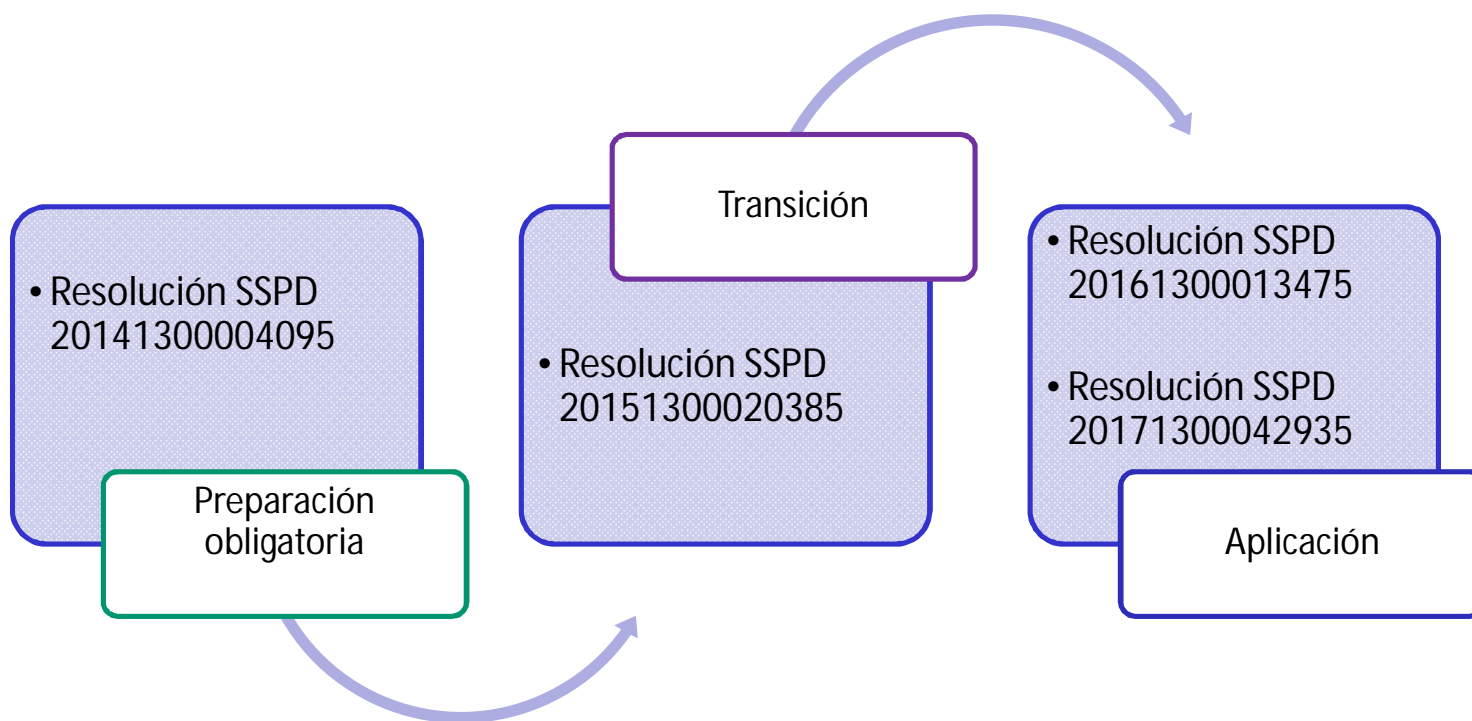 • Resolución SSPD
20141300004095
Preparación
obligatoria
Transición
• Resolución SSPD
20151300020385
• Resolución SSPD
20161300013475
• Resolución SSPD
20171300042935
Aplicación